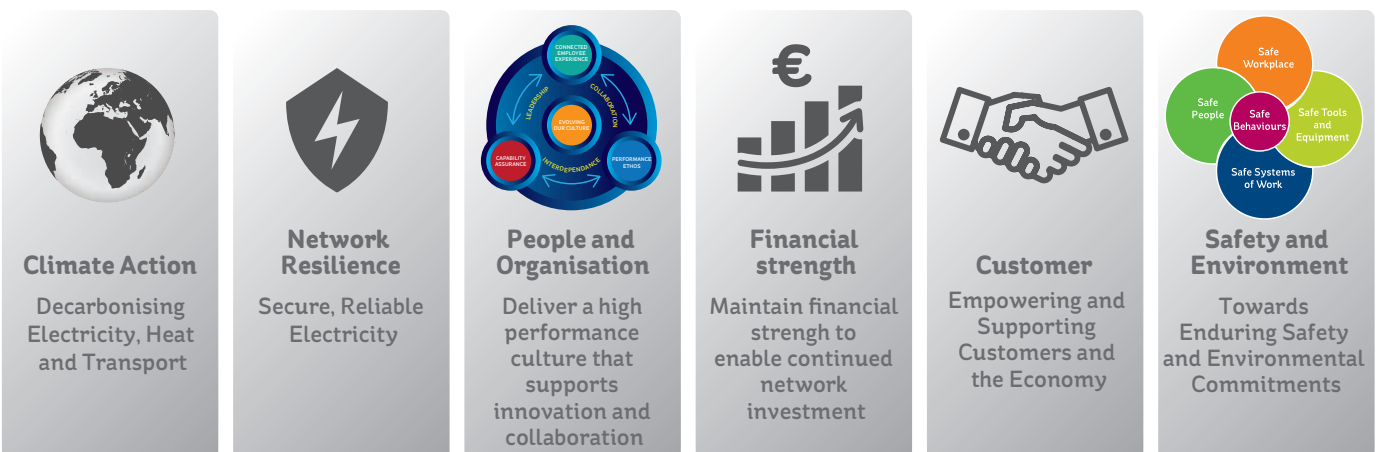 Climate Action
Decarbonising
Electricity, Heat
and Transport
Network
Resilience
Secure, Reliable
Electricity
CONNECTED
EMPLOYEE
EXPERIENCE
LEADERSHIP
COLLABORATION
EVOLVING
OUR CULTURE
CAPABILITY
ASSURANCE
INTERDEPENDANCE
PERFORMANCE
ETHOS
People and
Organisation
Deliver a high
performance
culture that
supports
innovation and
collaboration
€
Financial
strength
Maintain financial
strengh to
enable continued
network
investment
Customer
Empowering and
Supporting
Customers and
the Economy
Safe
Workplace
Safe
People
Safe
Behaviours
Safe Tools
and
Equipment
Safe Systems
of Work
Safety and
Environment
Towards
Enduring Safety
and Environmental
Commitments